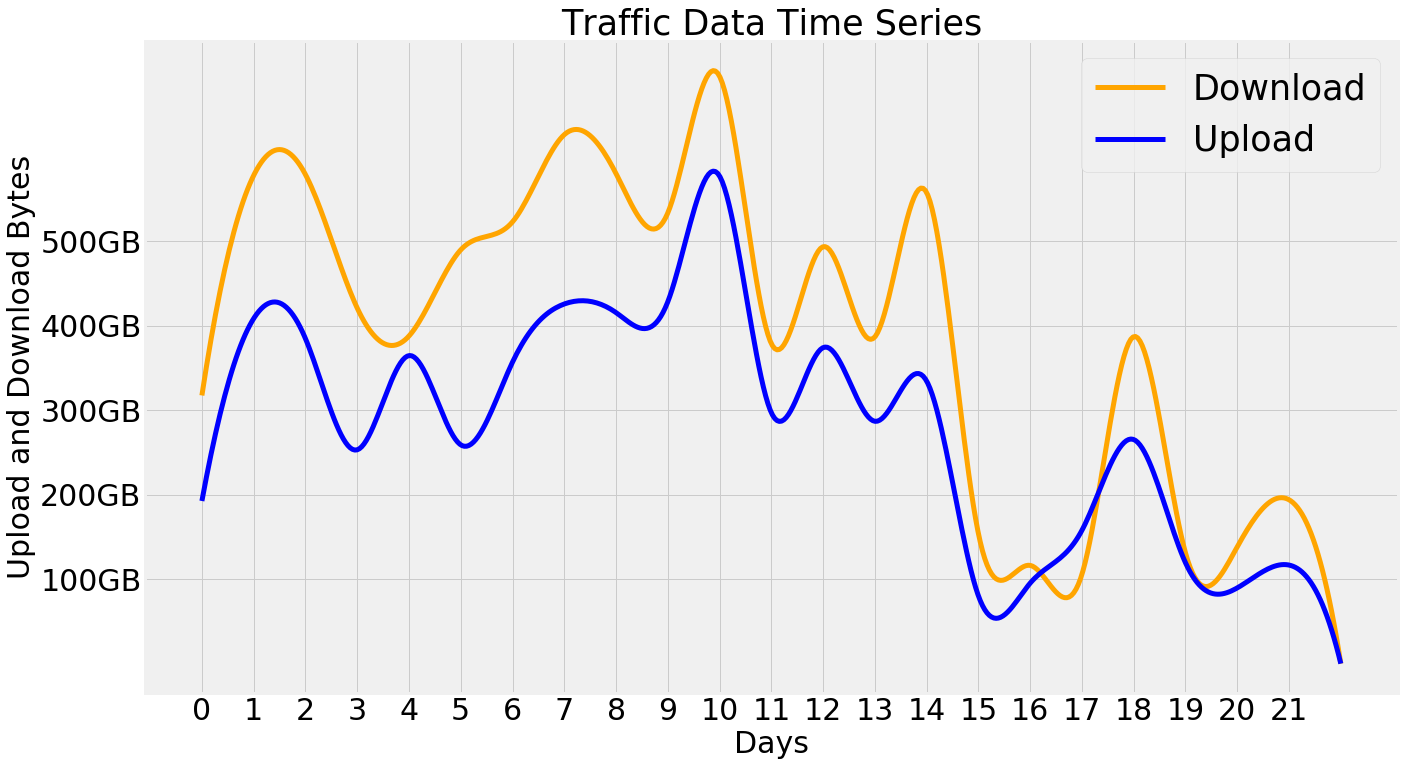 Traffic Data Time Series
Download
Upload
Upload and Download Bytes
500GB
400GB
300GB
200GB
100GB
0 1 2 3 4 5 6 7 8 9 10 11 12 13 14 15 16 17 18 19 20 21
Days